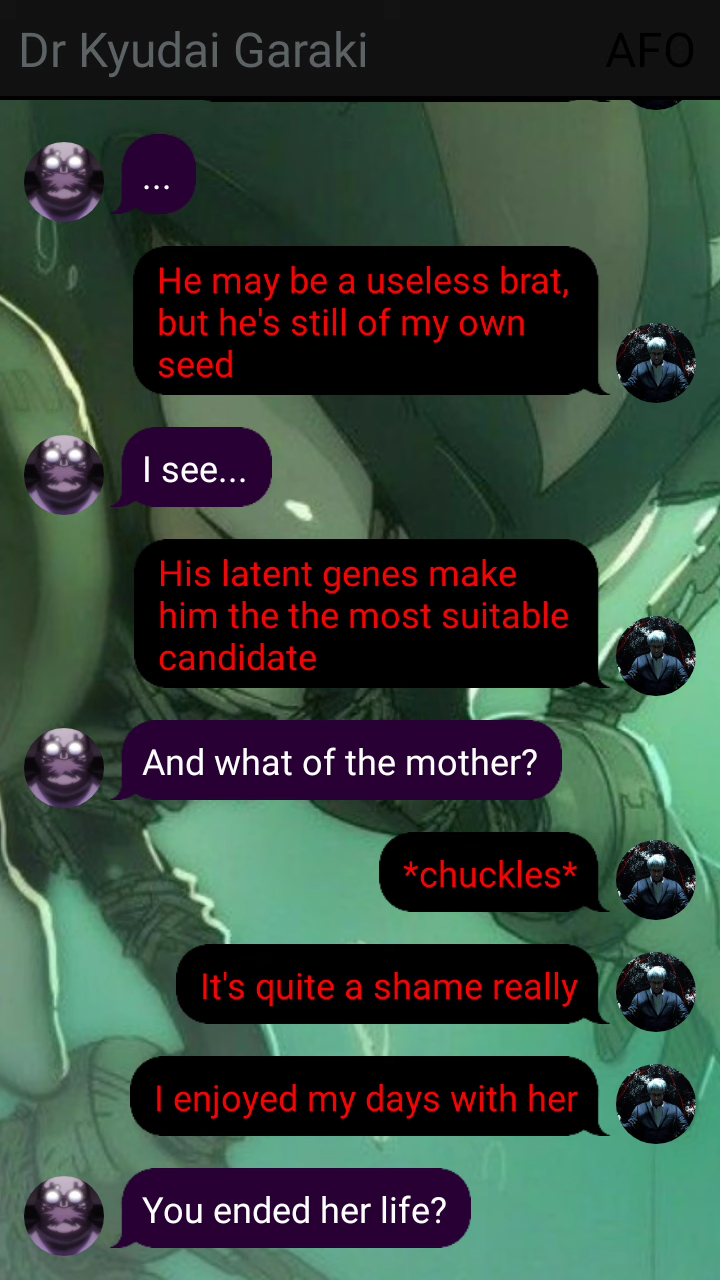 Dr Kyudai Garaki AFO
...
He may be a useless brat,
but he's still of my own
seed
I see...
His latent genes make
him the the most suitable
candidate
And what of the mother?
*chuckles*
It's quite a shame really
I enjoyed my days with her
You ended her life?